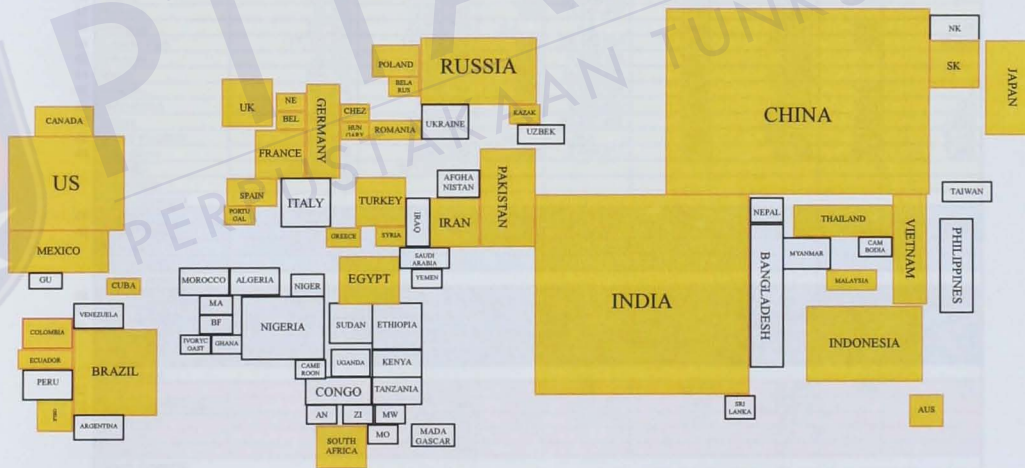 PTTA
PERPUSTAKAAN TUNKU
NK
SK
JAPAN
CHINA
RUSSIA
POLAND
BELA
RUS
KAZAK
UZBEK
UKRAINE
UK
NE
BEL
GERMANY
CHEZ
HUN
GARY
ROMANIA
FRANCE
SPAIN
PORTU
GAL
ITALY
TURKEY
GREECE
SYRIA
IRAQ
AFGHA
NISTAN
IRAN
PAKISTAN
SAUDI
ARABIA
YEMEN
CANADA
US
MEXICO
GU
CUBA
VENEZUELA
COLOMBIA
ECUADOR
PERU
BRAZIL
ARGENTINA
MOROCCO
ALGERIA
NIGER
EGYPT
MA
BF
IVORYC
OAST
GHANA
NIGERIA
SUDAN
ETHIOPIA
CAME
ROON
UGANDA
KENYA
CONGO
TANZANIA
AN
ZI
MW
MO
MADA
GASCAR
SOUTH
AFRICA
INDIA
NEPAL
BANGLADESH
SRI
LANKA
THAILAND
MYANMAR
CAM
BODIA
MALAYSIA
VIETNAM
INDONESIA
TAIWAN
PHILIPPINES
AUS